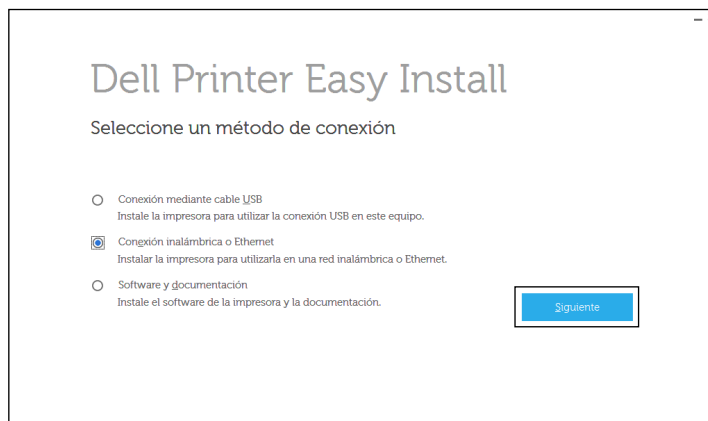 Dell Printer Easy Install
Seleccione un método de conexión
Conexión mediante cable USB
Instale la impresora para utilizar la conexión USB en este equipo.
Conexión inalámbrica o Ethernet
Instalar la impresora para utilizarla en una red inalámbrica o Ethernet.
Software y documentación
Instale el software de la impresora y la documentación.
Siguiente